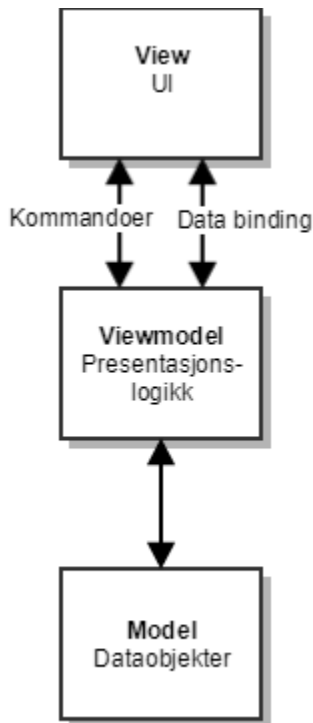 View
UI
Kommandoer
Data binding
Viewmodel
Presentasjons-
logikk
Model
Dataobjekter